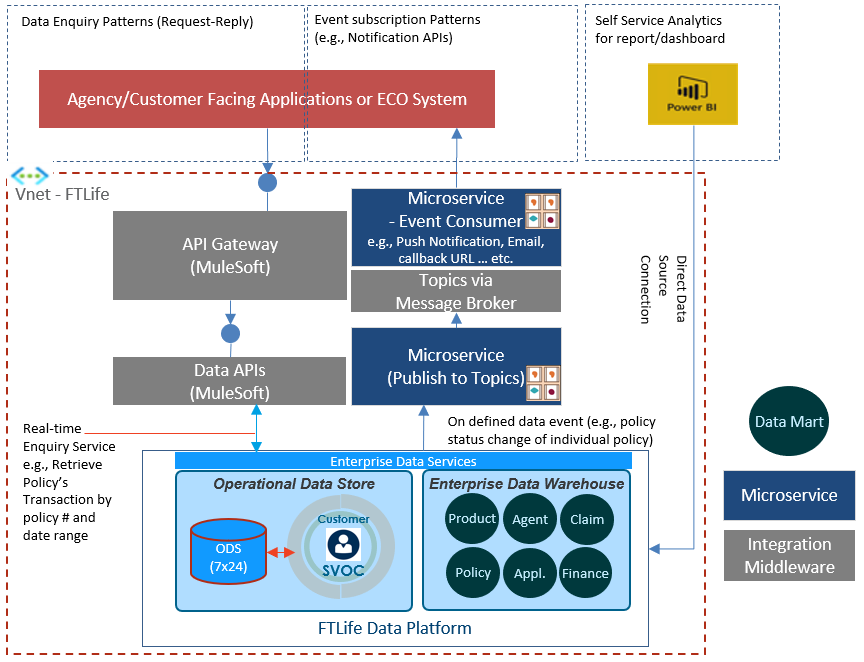 Data Enquiry Patterns (Request-Reply)
Event subscription Patterns
(e.g., Notification APIs)
Self Service Analytics
for report/dashboard
Agency/Customer Facing Applications or ECO System
Power BI
Vnet - FTLife
API Gateway
(MuleSoft)
Microservice
- Event Consumer
e.g., Push Notification, Email,
callback URL ... etc.
Topics via
Message Broker
Direct Data
Source
Connection
Data APIs
(MuleSoft)
Microservice
(Publish to Topics)
Real-time
Enquiry Service
e.g., Retrieve
Policy's
Transaction by
policy # and
date range
On defined data event (e.g., policy
status change of individual policy)
Enterprise Data Services
Operational Data Store
ODS
(7x24)
Customer
SVOC
Enterprise Data Warehouse
Product
Agent
Claim
Policy
Appl.
Finance
FTLife Data Platform
Data Mart
Microservice
Integration
Middleware